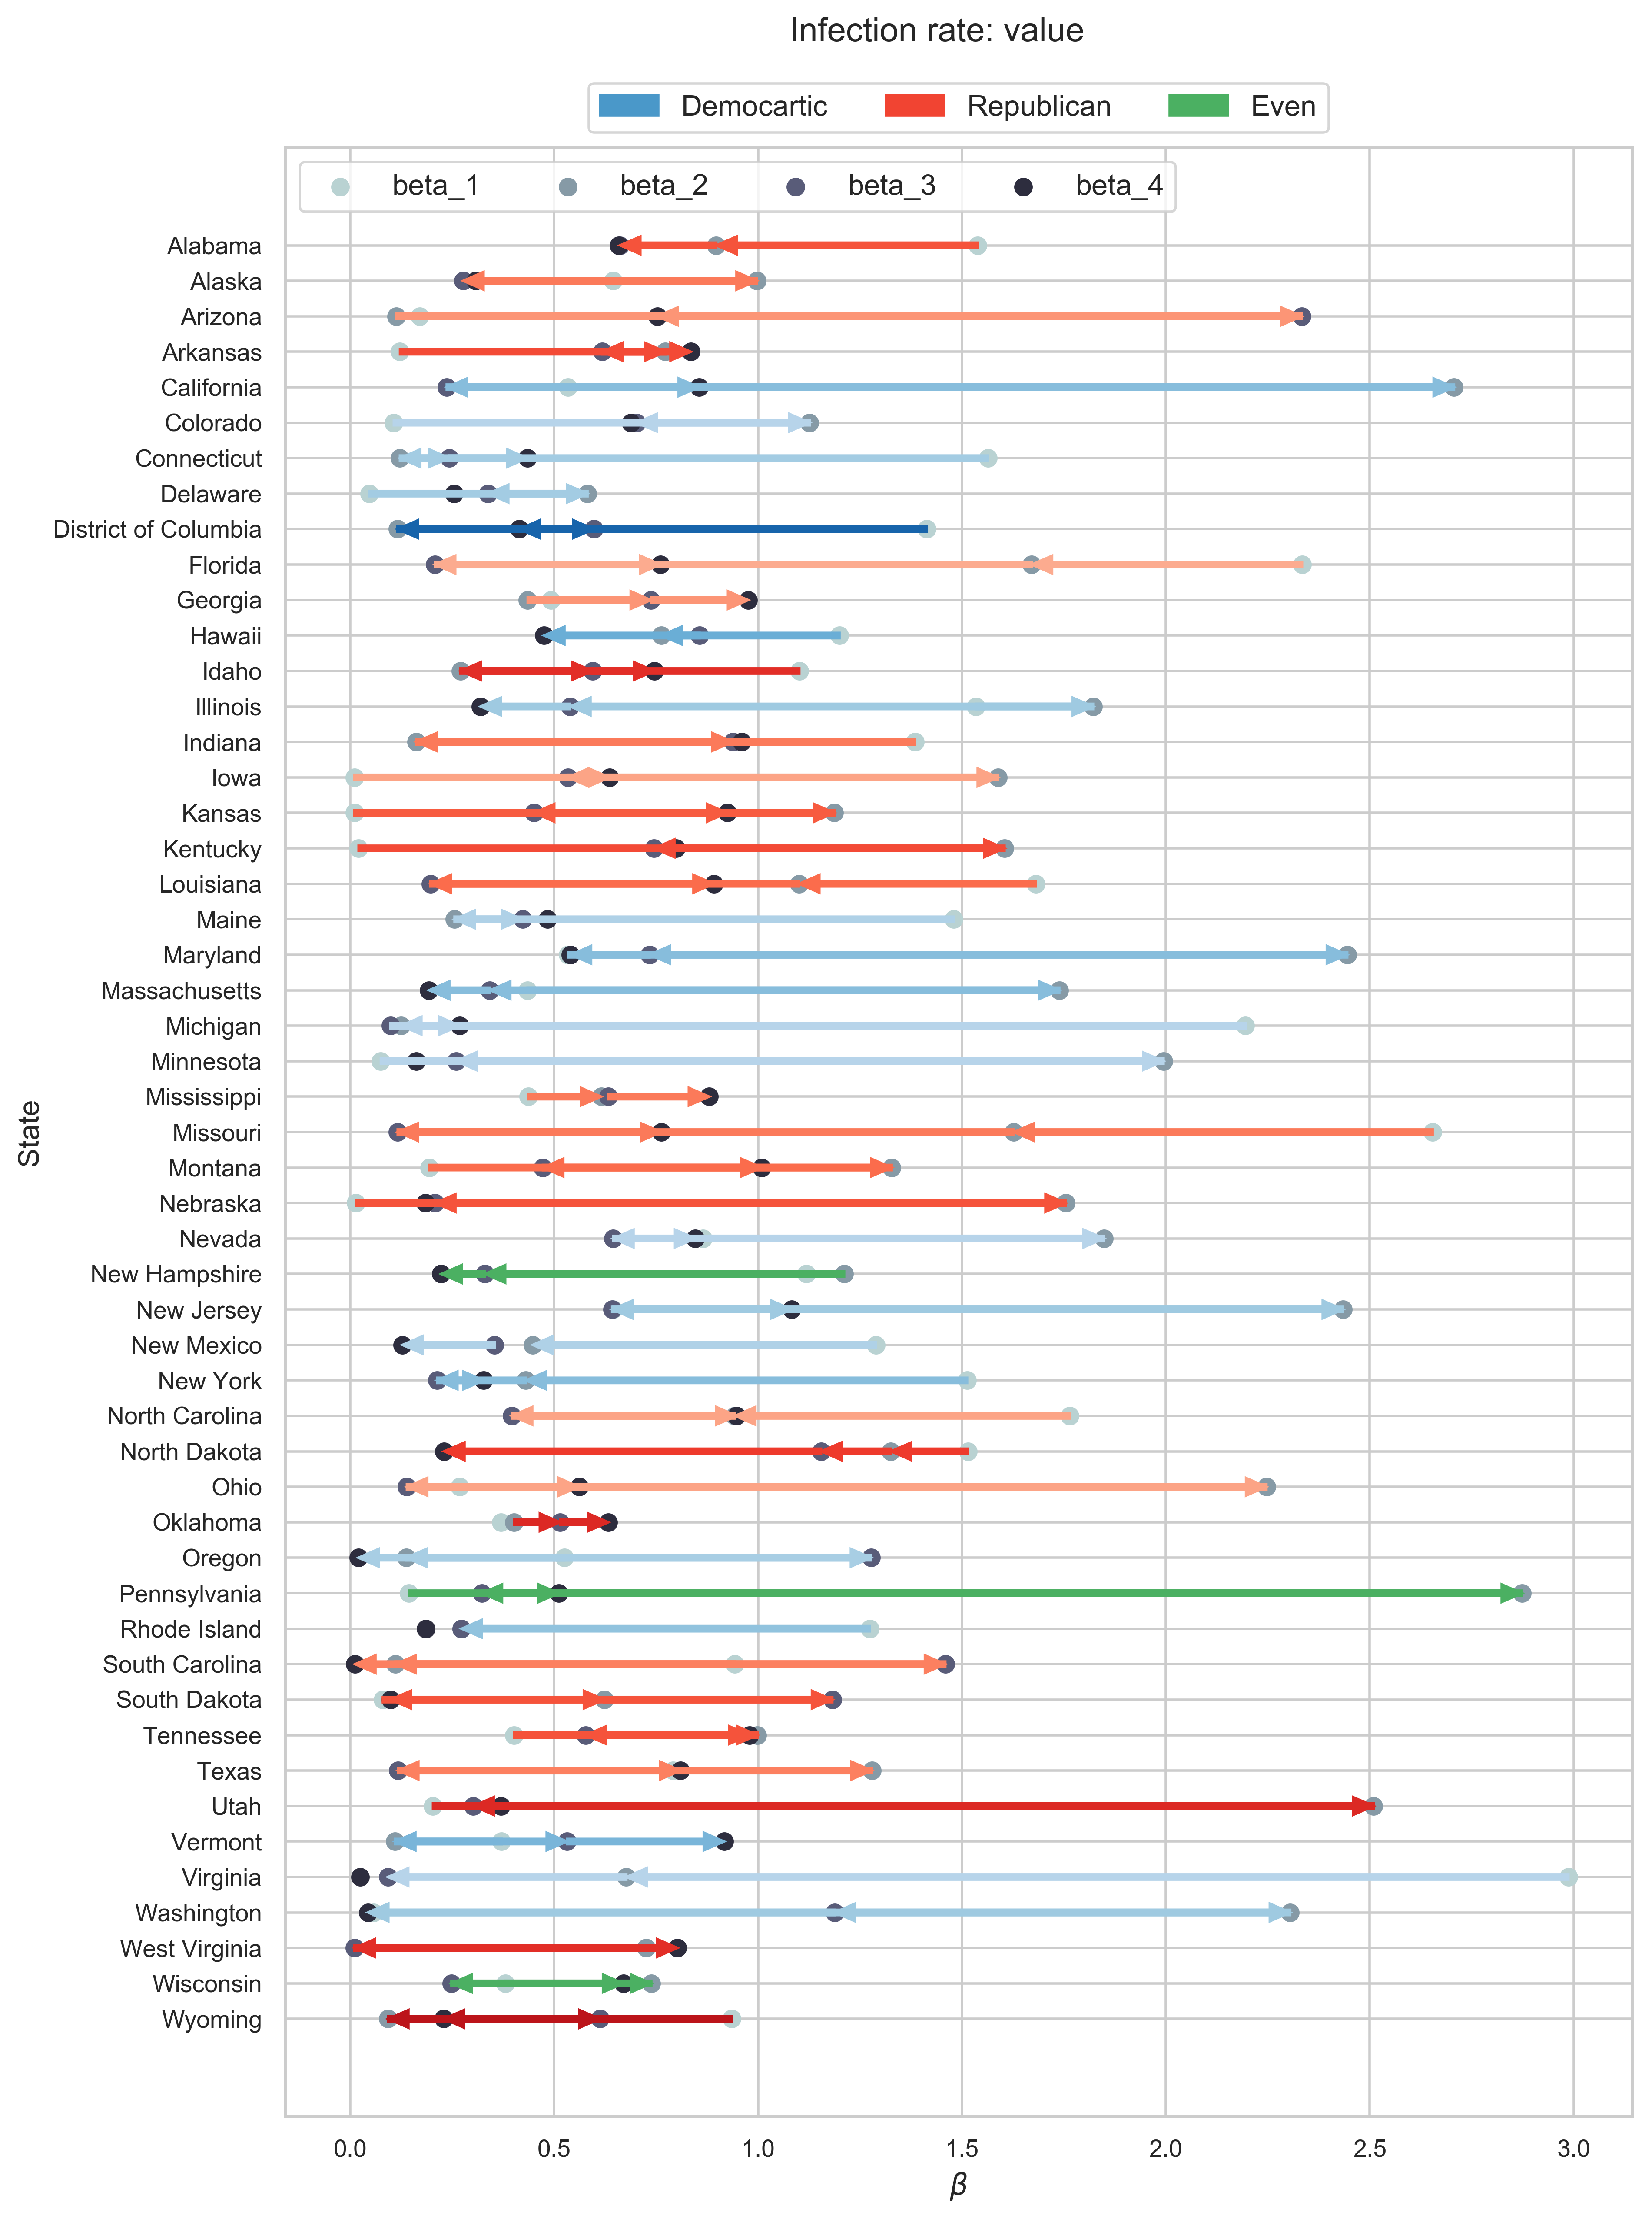 Infection rate: value
Democartic Republican Even
beta_1 beta_2 beta_3 beta_4
Alabama
Alaska
Arizona
Arkansas
California
Colorado
Connecticut
Delaware
District of Columbia
Florida
Georgia
Hawaii
Idaho
Illinois
Indiana
Iowa
Kansas
Kentucky
Louisiana
Maine
Maryland
Massachusetts
Michigan
Minnesota
Mississippi
Missouri
Montana
Nebraska
Nevada
New Hampshire
New Jersey
New Mexico
New York
North Carolina
North Dakota
Ohio
Oklahoma
Oregon
Pennsylvania
Rhode Island
South Carolina
South Dakota
Tennessee
Texas
Utah
Vermont
Virginia
Washington
West Virginia
Wisconsin
Wyoming
State
0.0 0.5 1.0 1.5 2.0 2.5 3.0
β